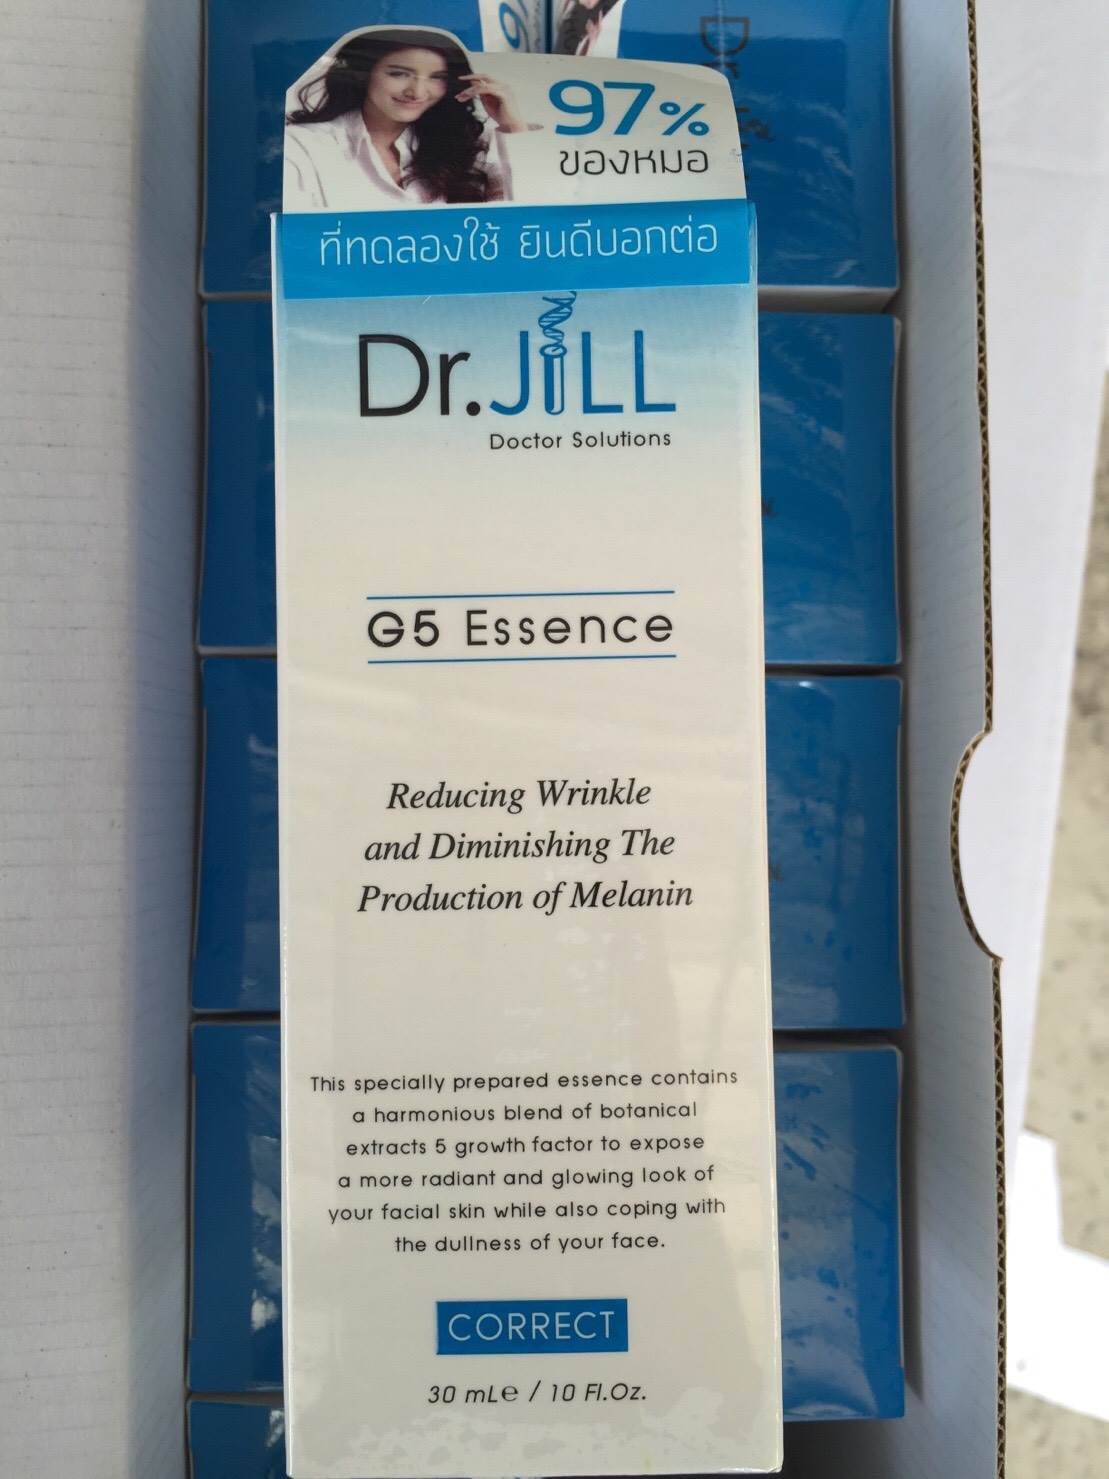 97%
ของหมอ
ที่ทดลองใช้ ยินดีบอกต่อ
Dr.JiLL
Doctor Solutions
G5 Essence
Reducing Wrinkle
and Diminishing The
Production of Melanin
This specially prepared essence contains
a harmonious blend of botanical
extracts 5 growth factor to expose
a more radiant and glowing look of
your facial skin while also coping with
the dullness of your face.
CORRECT
30 mL℮ / 10 Fl.Oz.